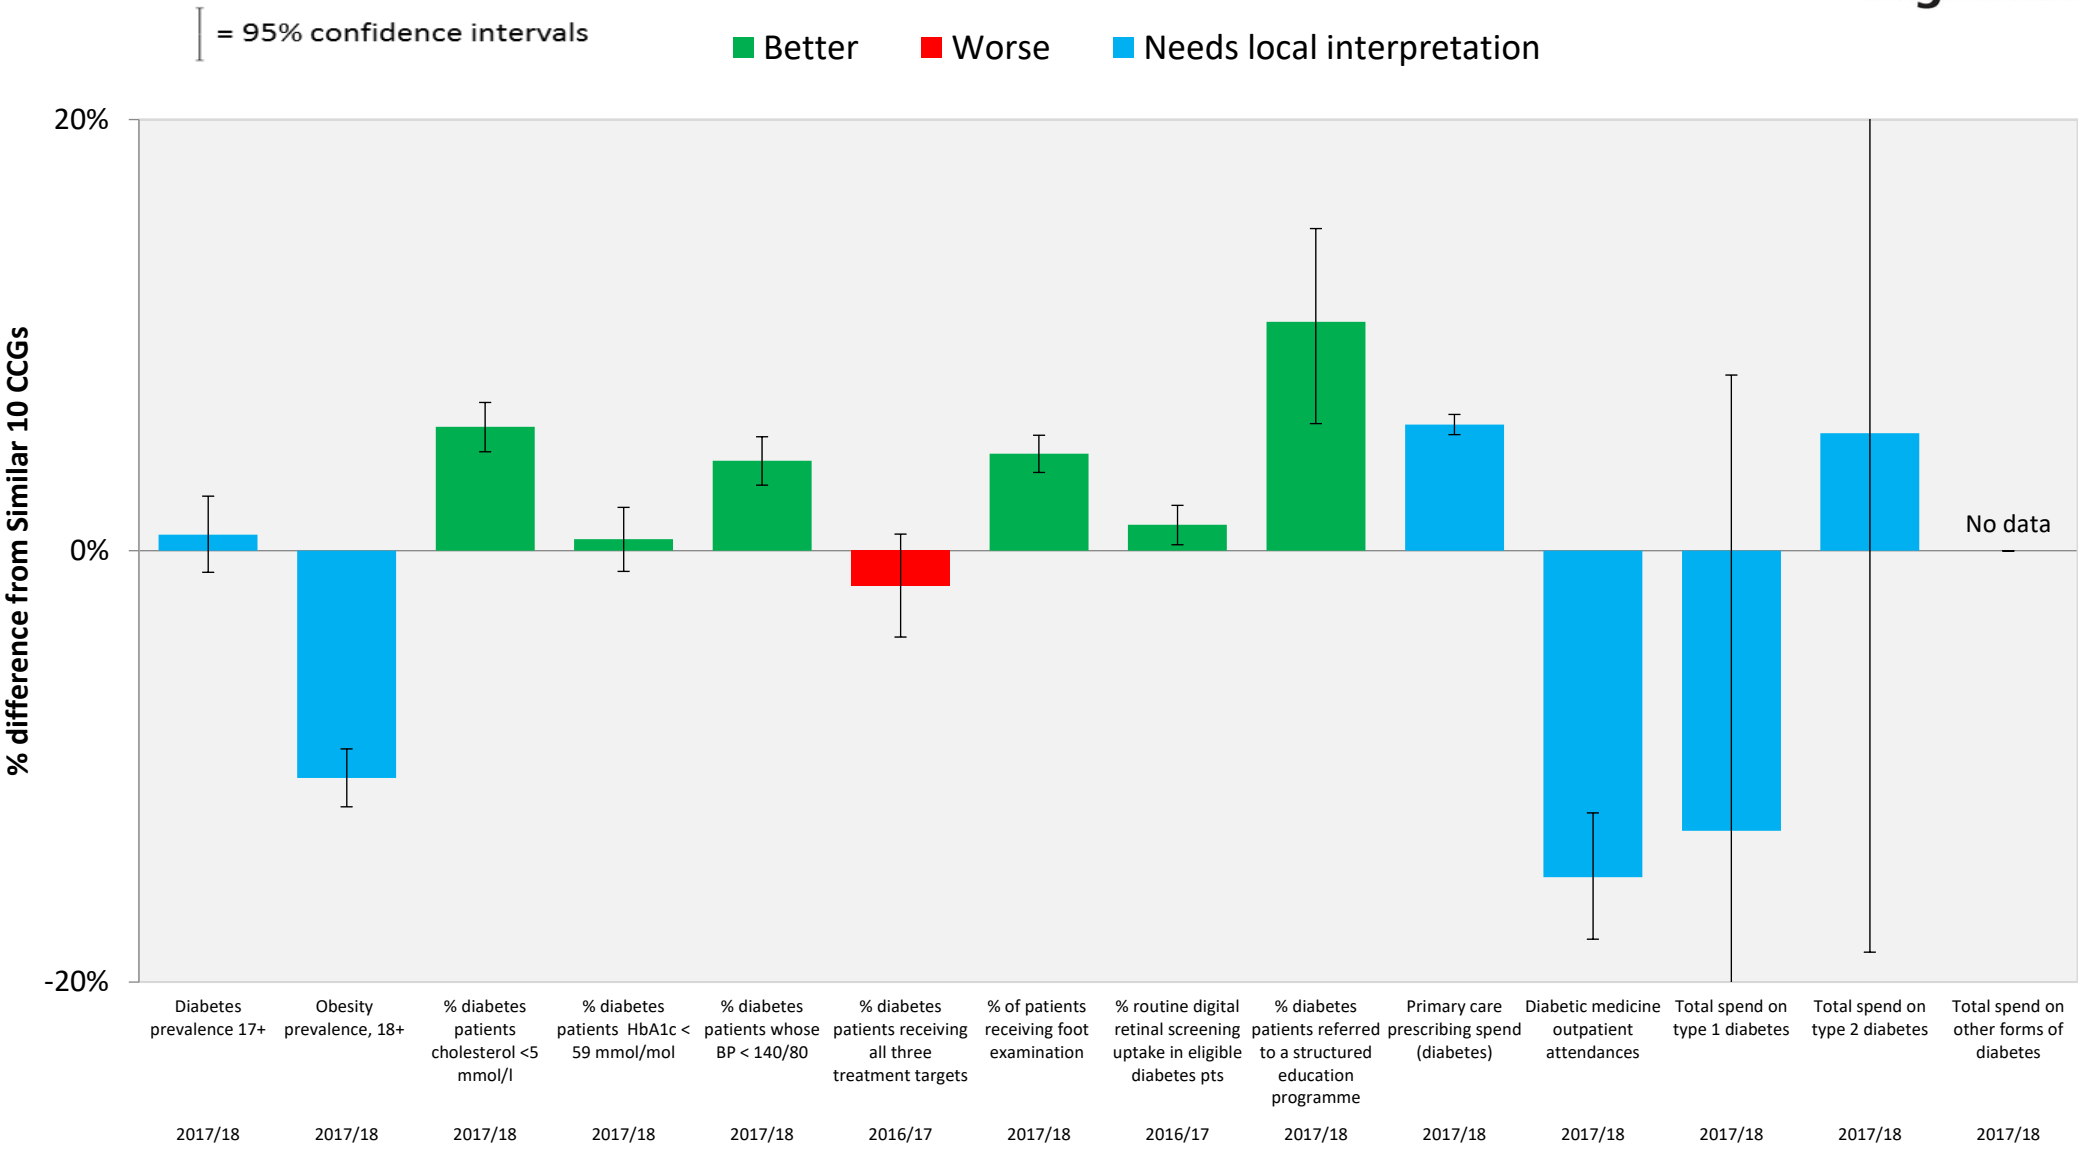 = 95% confidence intervals
Better
Worse
Needs local interpretation
20%
0%
-20%
% difference from Similar 10 CCGs
No data
Diabetes
prevalence 17+
2017/18
Obesity
prevalence, 18+
2017/18
% diabetes
patients
cholesterol <5
mmol/l
2017/18
% diabetes
patients HbA1c <
59 mmol/mol
2017/18
% diabetes
patients whose
BP < 140/80
2017/18
% diabetes
patients receiving
all three
treatment targets
2016/17
% of patients
receiving foot
examination
2017/18
% routine digital
retinal screening
uptake in eligible
diabetes pts
2016/17
% diabetes
patients referred
to a structured
education
programme
2017/18
Primary care
prescribing spend
(diabetes)
2017/18
Diabetic medicine
outpatient
attendances
2017/18
Total spend on
type 1 diabetes
2017/18
Total spend on
type 2 diabetes
2017/18
Total spend on
other forms of
diabetes
2017/18